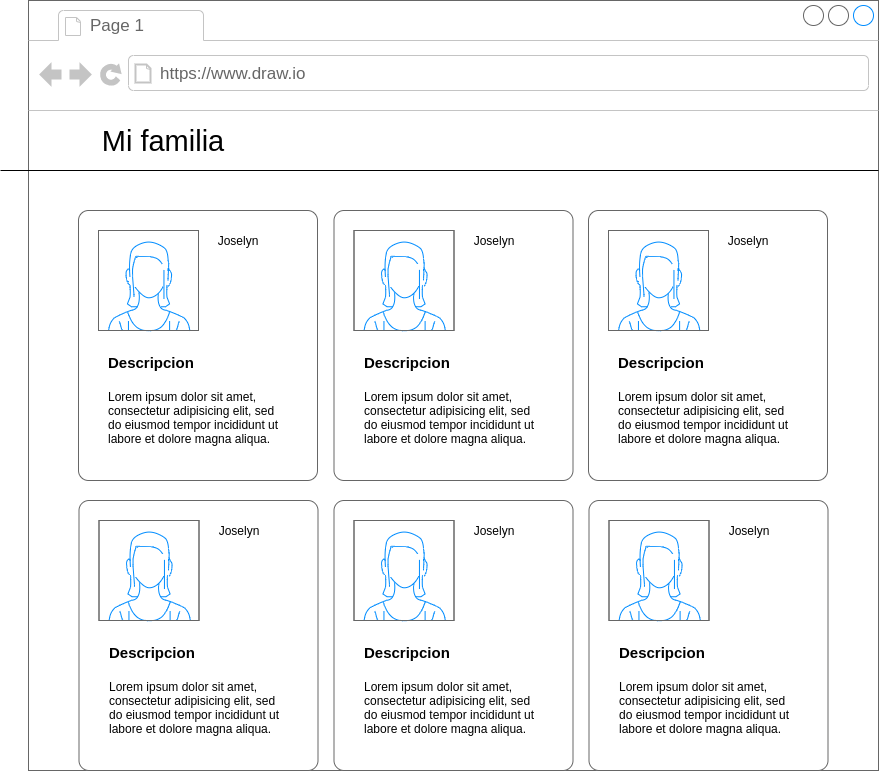 Page 1
https://www.draw.io
Mi familia
Joselyn
Descripcion
Lorem ipsum dolor sit amet,
consectetur adipisicing elit, sed
do eiusmod tempor incididunt ut
labore et dolore magna aliqua.
Joselyn
Descripcion
Lorem ipsum dolor sit amet,
consectetur adipisicing elit, sed
do eiusmod tempor incididunt ut
labore et dolore magna aliqua.
Joselyn
Descripcion
Lorem ipsum dolor sit amet,
consectetur adipisicing elit, sed
do eiusmod tempor incididunt ut
labore et dolore magna aliqua.
Joselyn
Descripcion
Lorem ipsum dolor sit amet,
consectetur adipisicing elit, sed
do eiusmod tempor incididunt ut
labore et dolore magna aliqua.
Joselyn
Descripcion
Lorem ipsum dolor sit amet,
consectetur adipisicing elit, sed
do eiusmod tempor incididunt ut
labore et dolore magna aliqua.
Joselyn
Descripcion
Lorem ipsum dolor sit amet,
consectetur adipisicing elit, sed
do eiusmod tempor incididunt ut
labore et dolore magna aliqua.